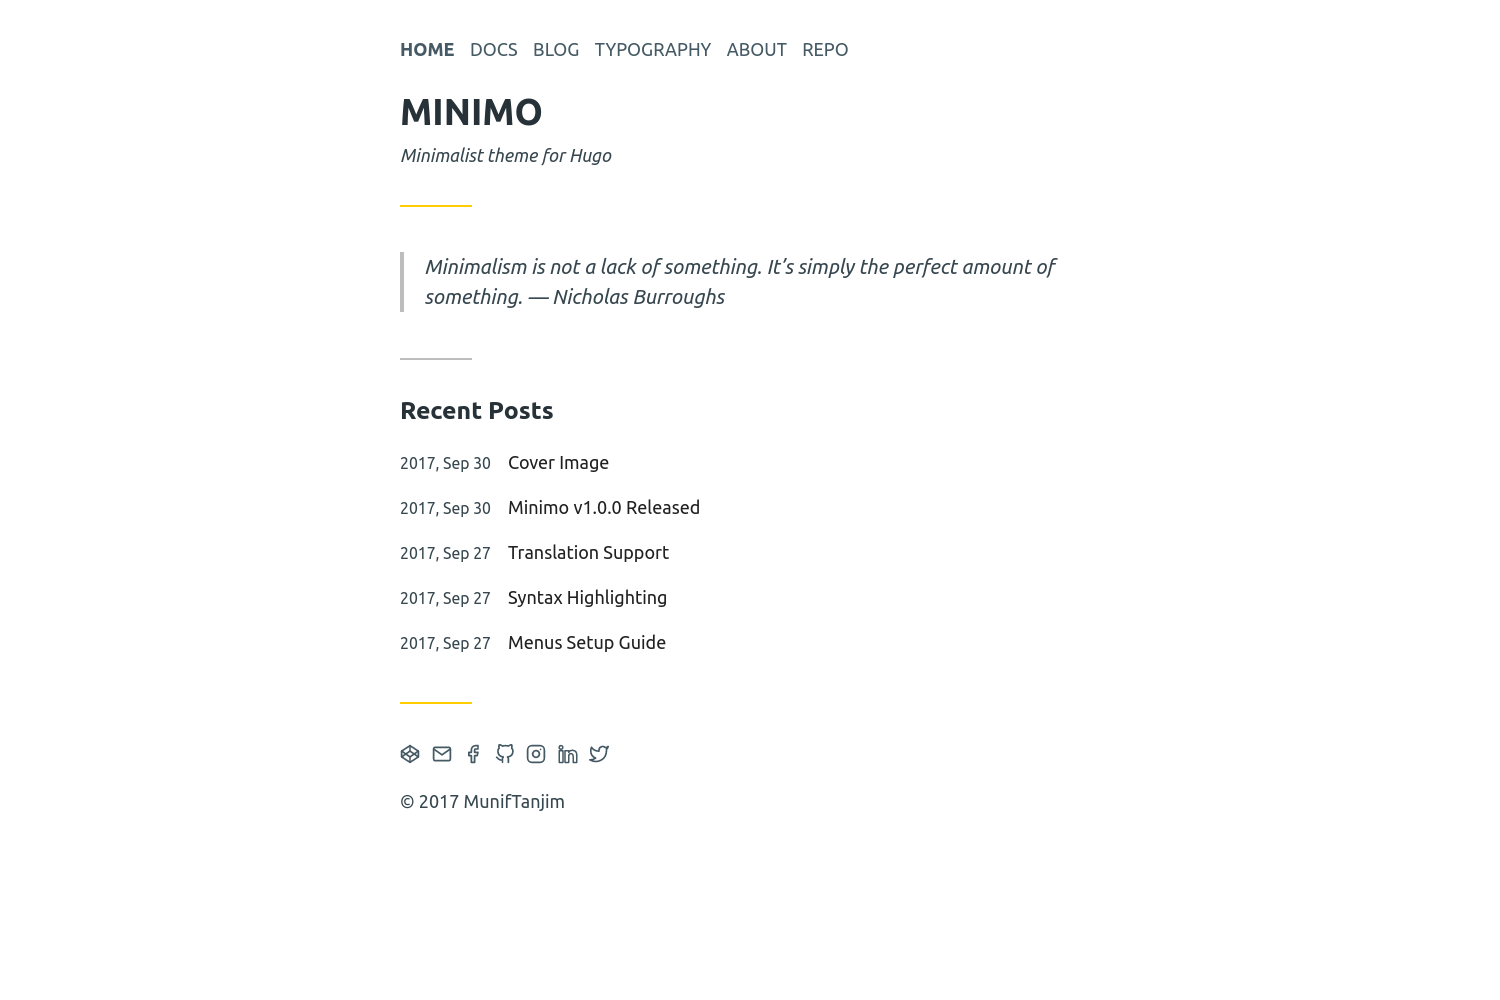 HOME DOCS BLOG TYPOGRAPHY ABOUT REPO
MINIMO
Minimalist theme for Hugo
Minimalism is not a lack of something. It’s simply the perfect amount of
something. — Nicholas Burroughs
Recent Posts
2017, Sep 30 Cover Image
2017, Sep 30 Minimo v1.0.0 Released
2017, Sep 27 Translation Support
2017, Sep 27 Syntax Highlighting
2017, Sep 27 Menus Setup Guide
© 2017 MunifTanjim